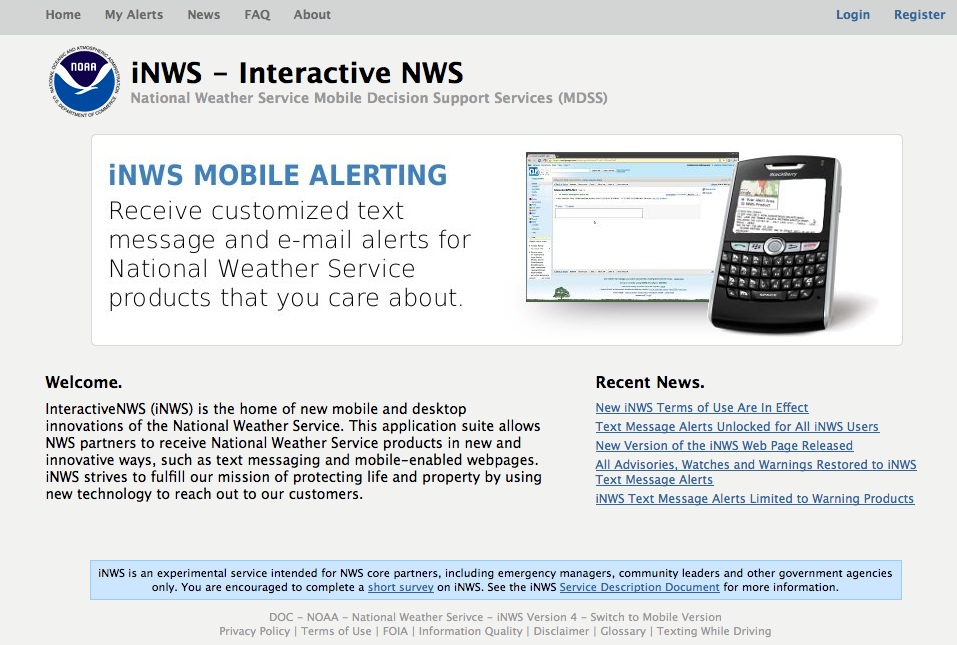 Home My Alerts News FAQ About Login Register
NOAA
NATIONAL OCEANIC AND ATMOSPHERIC ADMINISTRATION
U.S. DEPARTMENT OF COMMERCE
iNWS – Interactive NWS
National Weather Service Mobile Decision Support Services (MDSS)
iNWS MOBILE ALERTING
Receive customized text
message and e-mail alerts for
National Weather Service
products that you care about.
BlackBerry
Welcome.
InteractiveNWS (iNWS) is the home of new mobile and desktop
innovations of the National Weather Service. This application suite allows
NWS partners to receive National Weather Service products in new and
innovative ways, such as text messaging and mobile-enabled webpages.
iNWS strives to fulfill our mission of protecting life and property by using
new technology to reach out to our customers.
Recent News.
New iNWS Terms of Use Are In Effect
Text Message Alerts Unlocked for All iNWS Users
New Version of the iNWS Web Page Released
All Advisories, Watches and Warnings Restored to iNWS
Text Message Alerts
iNWS Text Message Alerts Limited to Warning Products
iNWS is an experimental service intended for NWS core partners, including emergency managers, community leaders and other government agencies
only. You are encouraged to complete a short survey on iNWS. See the iNWS Service Description Document for more information.
DOC – NOAA – National Weather Serivce – iNWS Version 4 – Switch to Mobile Version
Privacy Policy | Terms of Use | FOIA | Information Quality | Disclaimer | Glossary | Texting While Driving